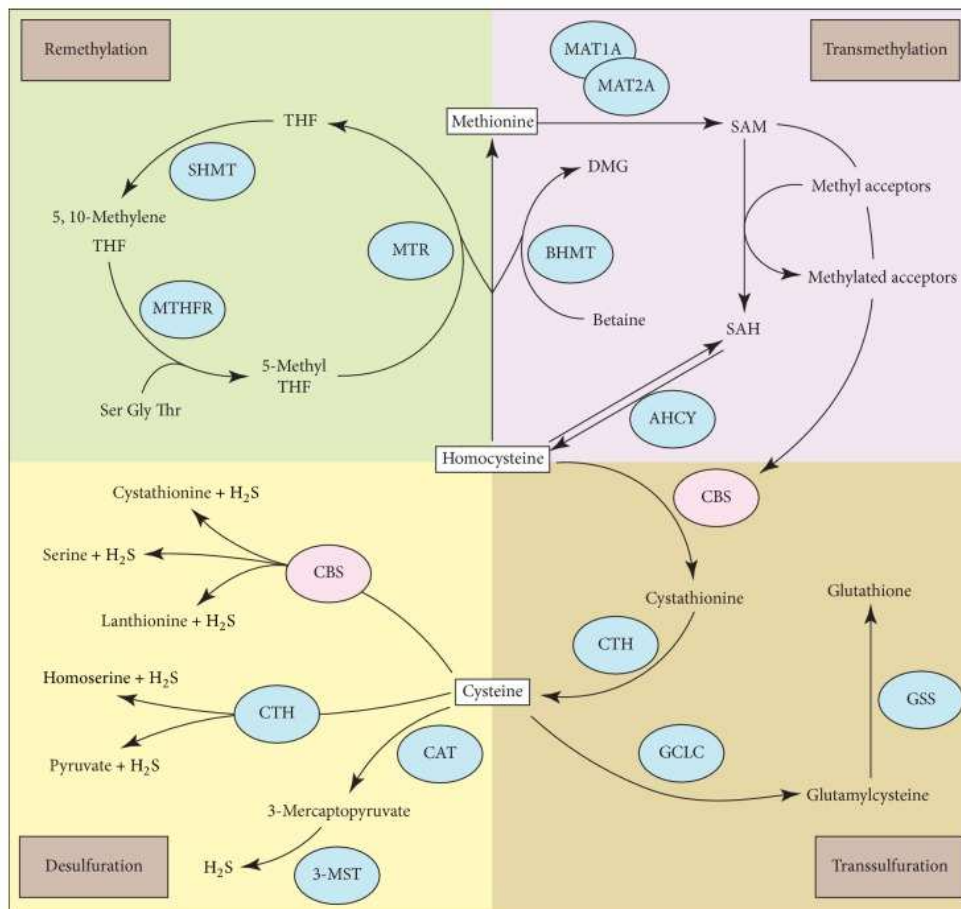 Remethylation
THF
SHMT
5, 10-Methylene
THF
MTHFR
Ser Gly Thr
5-Methyl
THF
MTR
Transmethylation
MAT1A
MAT2A
Methionine
SAM
DMG
BHMT
Betaine
Methyl acceptors
Methylated acceptors
SAH
AHCY
Homocysteine
CBS
Cystathionine + H₂S
Serine + H₂S
Lanthionine + H₂S
CBS
Homoserine + H₂S
CTH
Pyruvate + H₂S
Cysteine
CAT
3-Mercaptopyruvate
H₂S
3-MST
Desulfuration
Cystathionine
CTH
Glutathione
GSS
GCLC
Glutamylcysteine
Transsulfuration